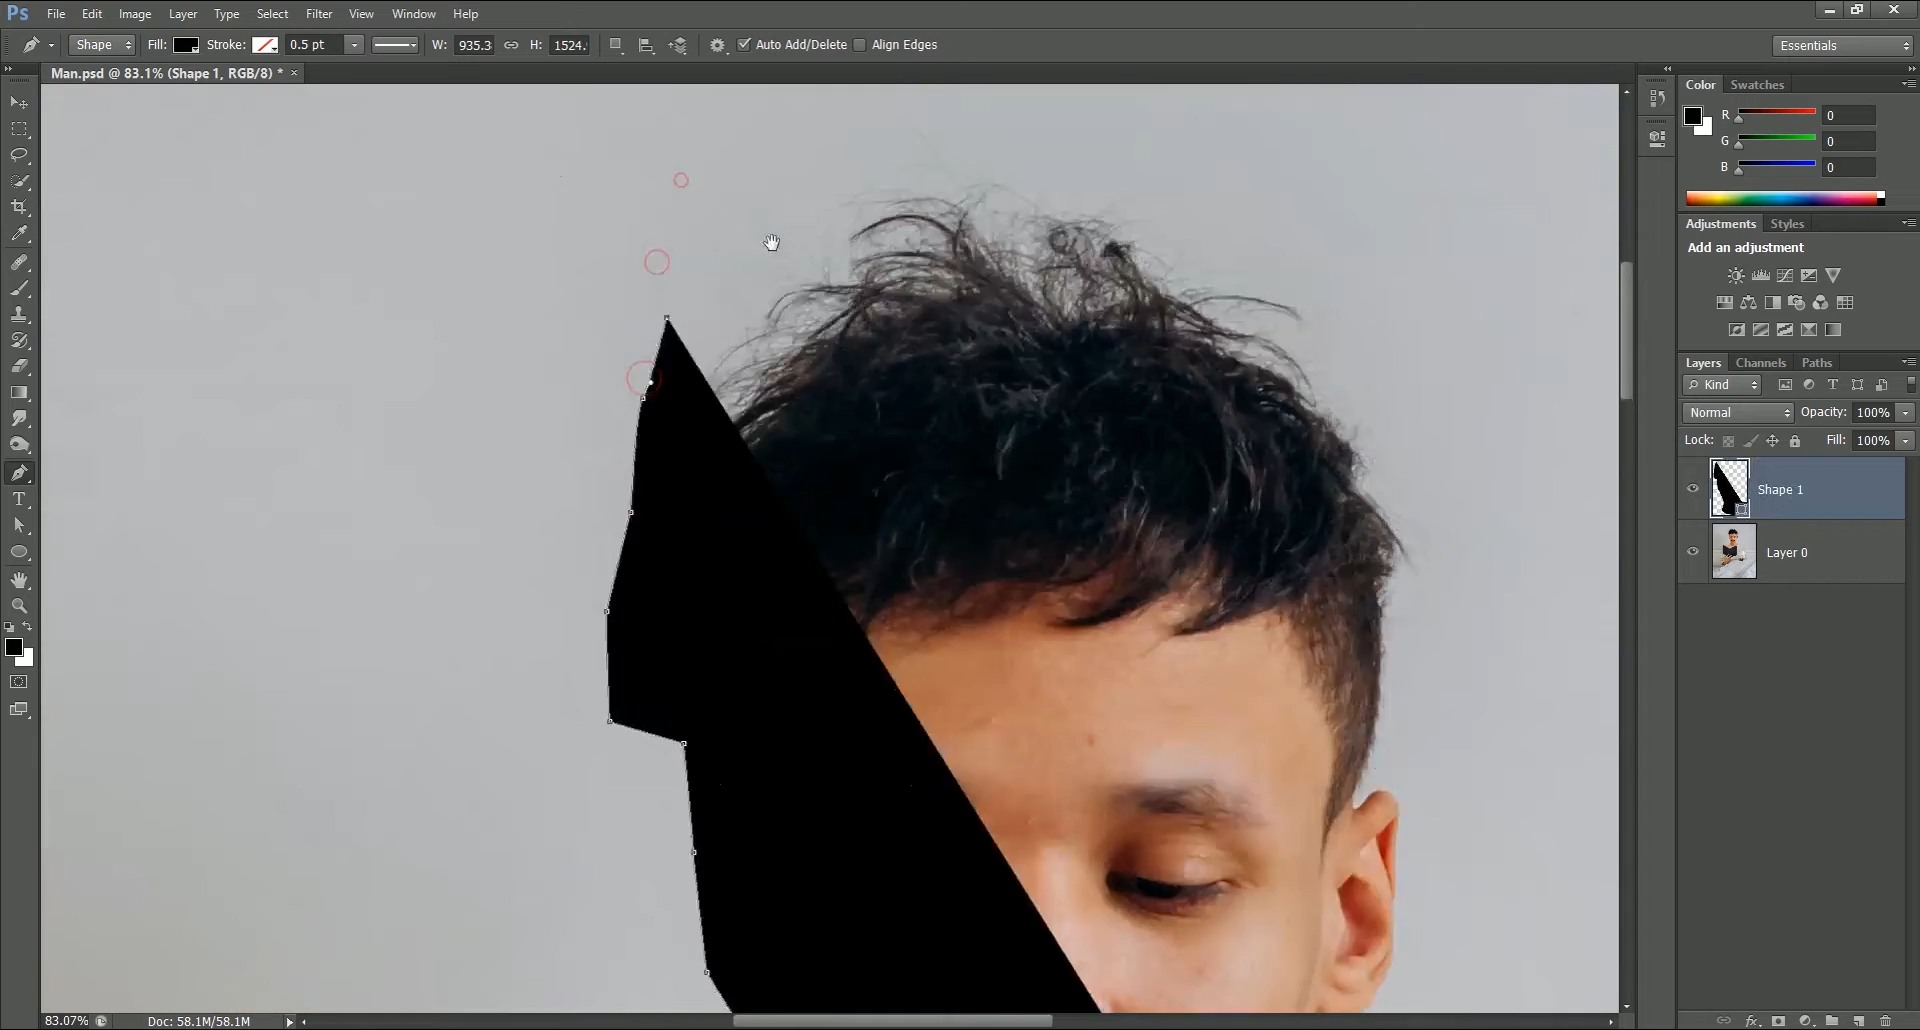 Ps File Edit Image Layer Type Select Filter View Window Help
Shape Fill: Stroke: 0.5 pt W: 935.3 H: 1524. Auto Add/Delete Align Edges Essentials
Man.psd @ 83.1% (Shape 1, RGB/8) * ×
Color Swatches
R 0
G 0
B 0
Adjustments Styles
Add an adjustment
Layers Channels Paths
Kind
Normal Opacity: 100%
Lock: Fill: 100%
Shape 1
Layer 0
83.07% Doc: 58.1M/58.1M